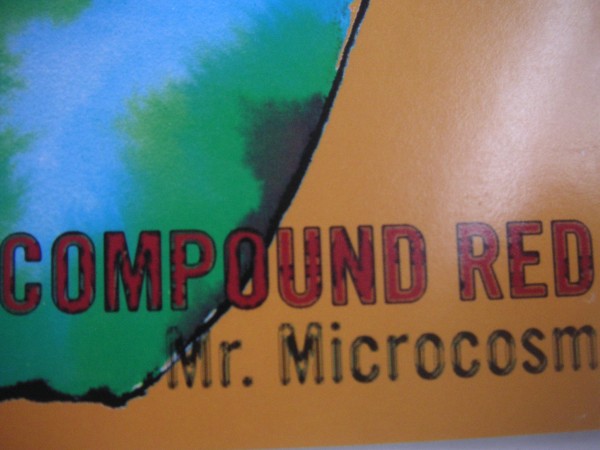 COMPOUND RED
Mr. Microcosm